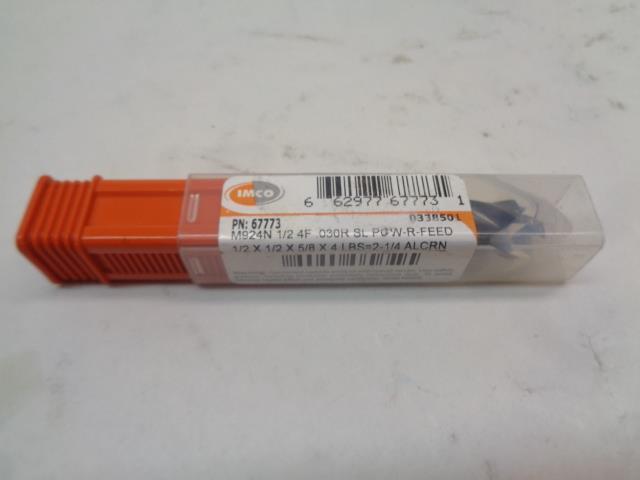 IMCO
6 62977 67773 1
PN: 67773
033850L
M924N 1/2 4F .030R SL POW-R-FEED
1/2 X 1/2 X 5/8 X 4 LBS=2-1/4 ALCRN